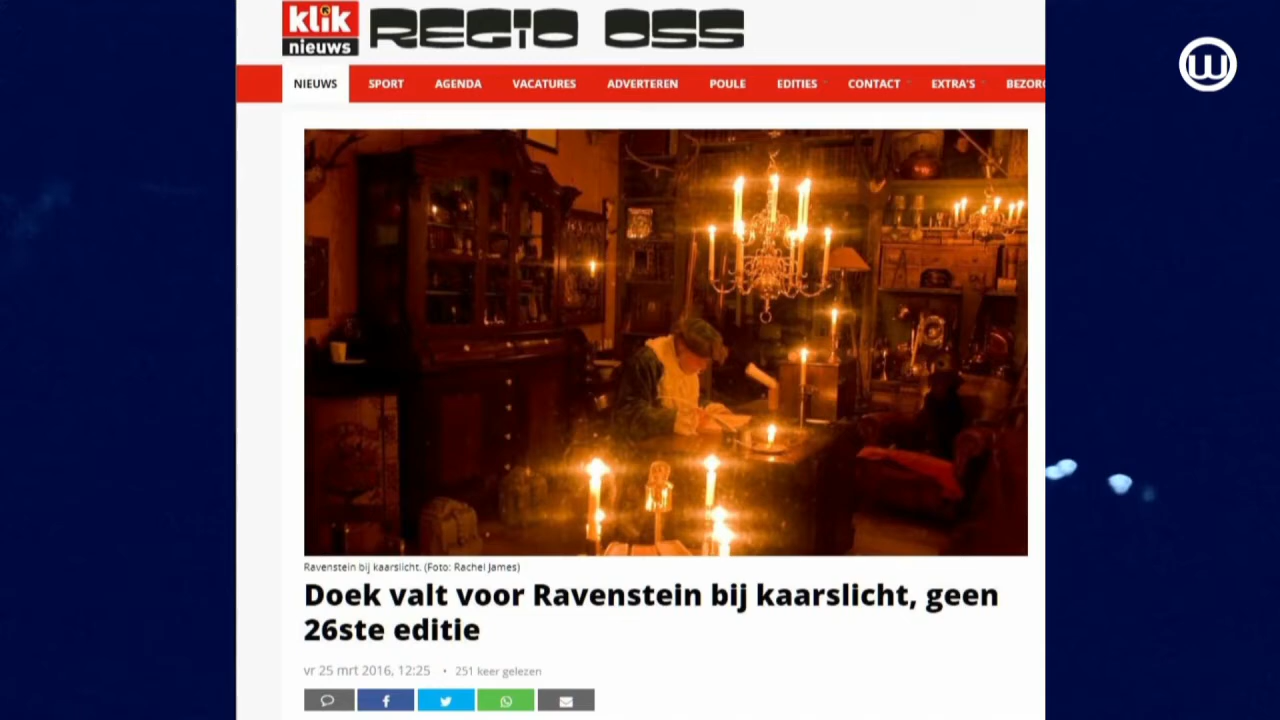 klik
nieuws
REGIO OSS
NIEUWS SPORT AGENDA VACATURES ADVERTEREN POULE EDITIES CONTACT EXTRA'S BEZORG
Ravenstein bij kaarslicht. (Foto: Rachel James)
Doek valt voor Ravenstein bij kaarslicht, geen
26ste editie
vr 25 mrt 2016, 12:25 • 251 keer gelezen